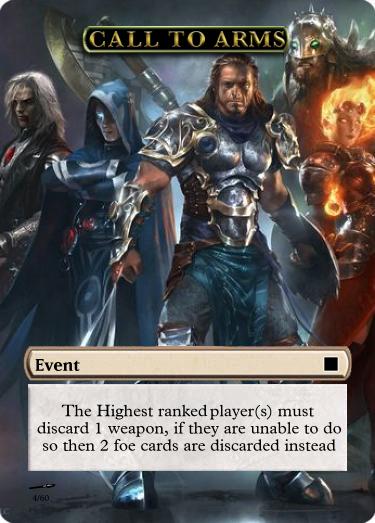 CALL TO ARMS
Event
The Highest ranked player(s) must
discard 1 weapon, if they are unable to do
so then 2 foe cards are discarded instead
4/60